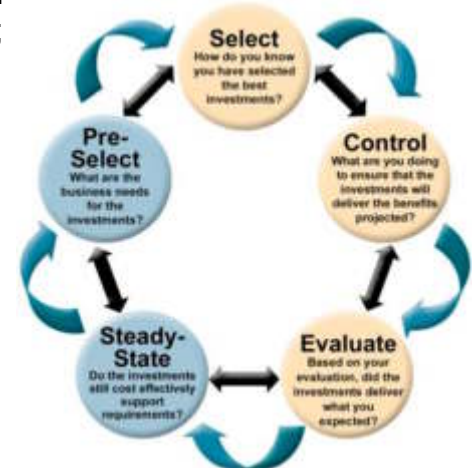 Select
How do you know
you have selected
the best
investments?
Control
What are you doing
to ensure that the
investments will
deliver the benefits
projected?
Evaluate
Based on your
evaluation, did the
investments deliver
what you
expected?
Steady-
State
Do the investments
still cost effectively
support
requirements?
Pre-
Select
What are the
business needs
for the
investments?